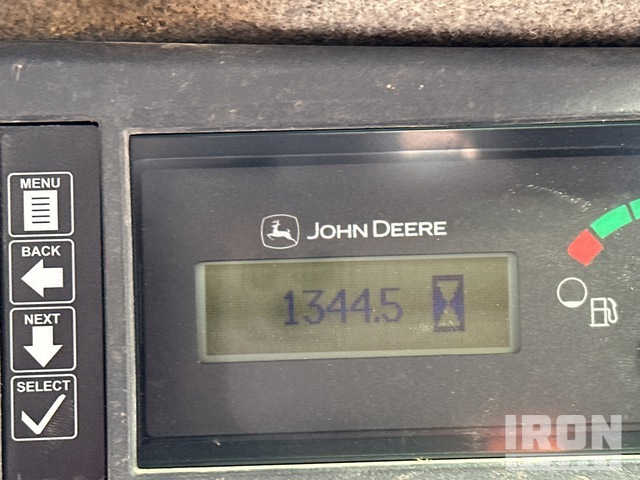 MENU
BACK
NEXT
SELECT
JOHN DEERE
1344.5
IRON